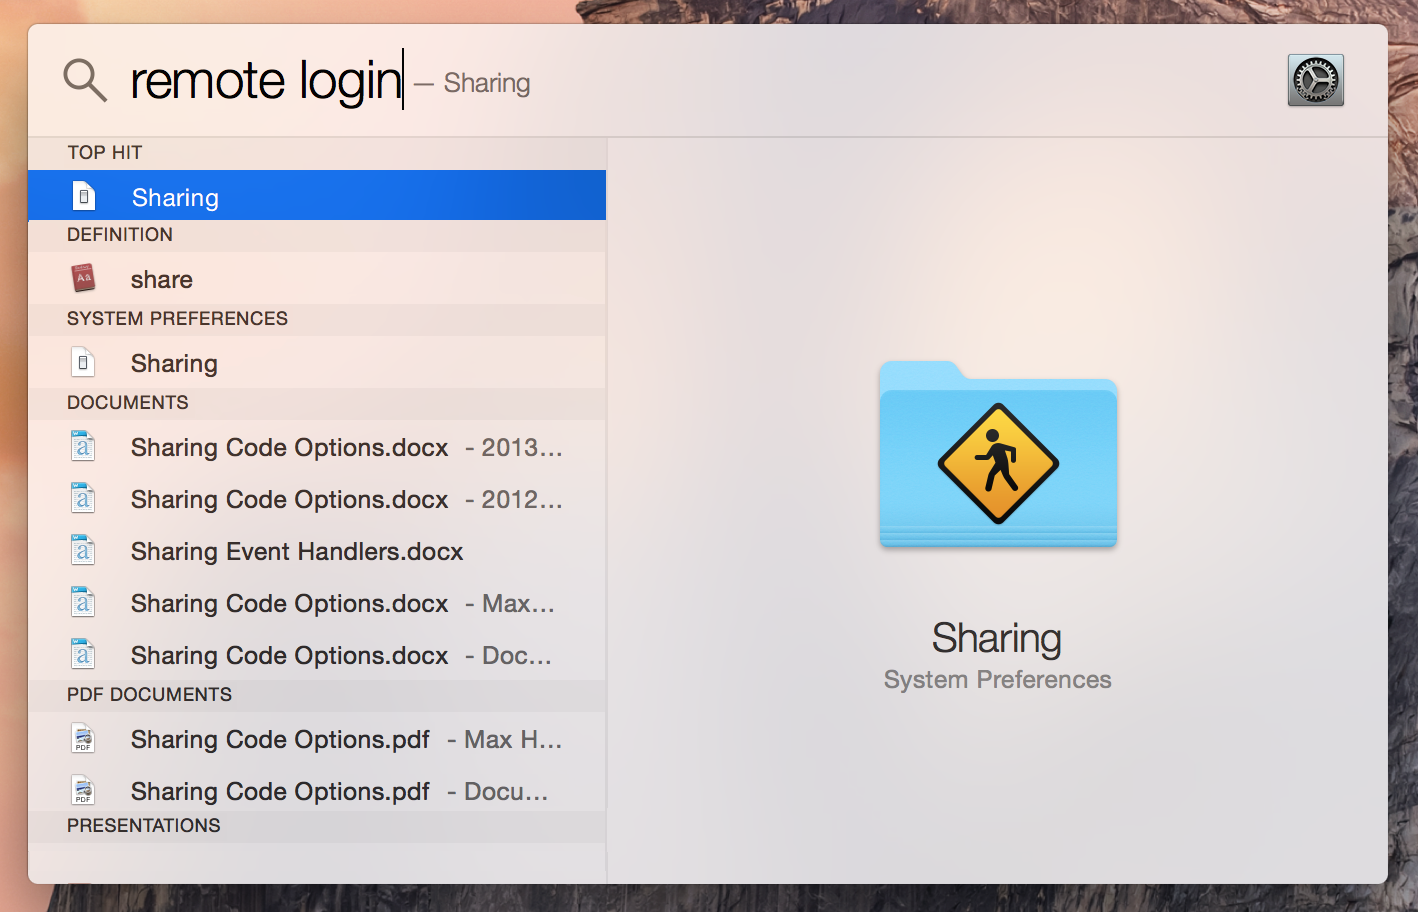 remote login — Sharing
TOP HIT
Sharing
DEFINITION
share
SYSTEM PREFERENCES
Sharing
DOCUMENTS
Sharing Code Options.docx - 2013...
Sharing Code Options.docx - 2012...
Sharing Event Handlers.docx
Sharing Code Options.docx - Max...
Sharing Code Options.docx - Doc...
PDF DOCUMENTS
Sharing Code Options.pdf - Max H...
Sharing Code Options.pdf - Docu...
PRESENTATIONS
Sharing
System Preferences